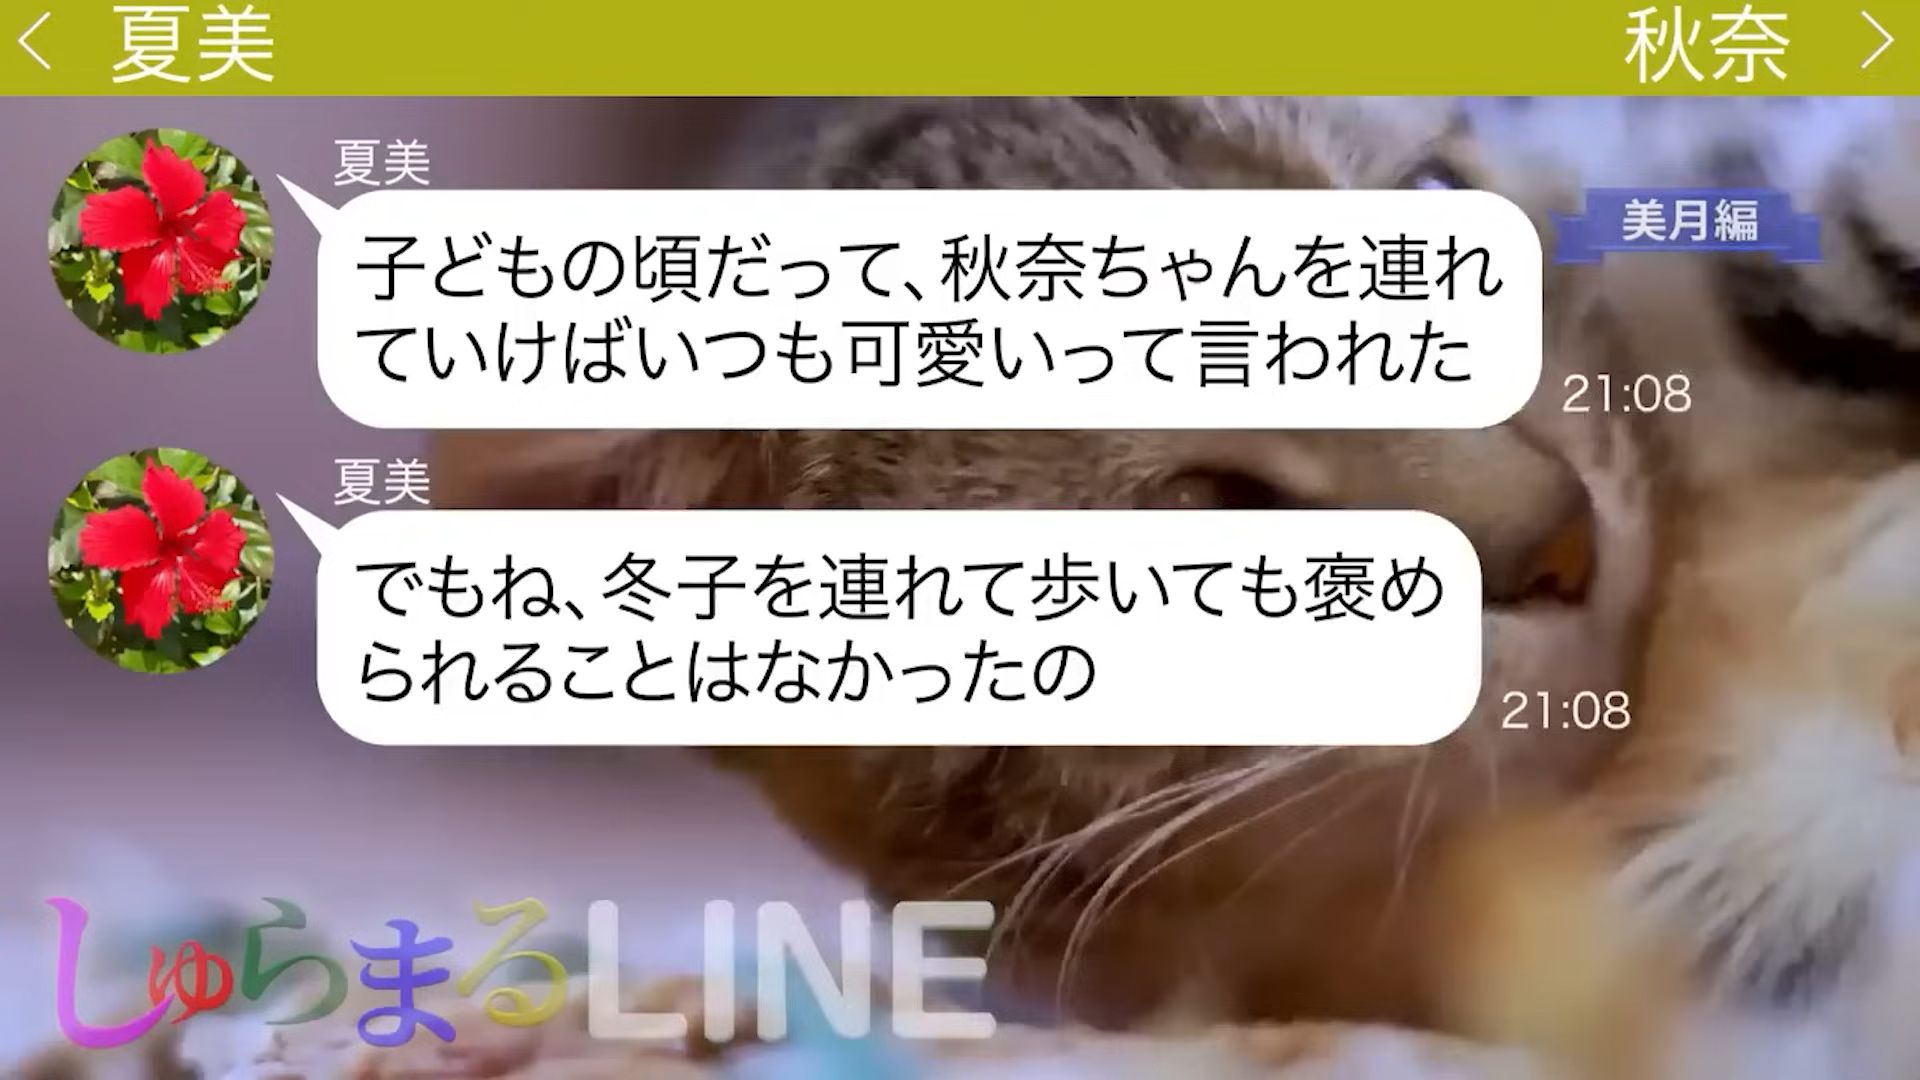 夏美
秋奈
夏美
美月編
子どもの頃だって、秋奈ちゃんを連れ
ていけばいつも可愛いって言われた
21:08
夏美
でもね、冬子を連れて歩いても褒め
られることはなかったの
21:08
しゅらまるLINE